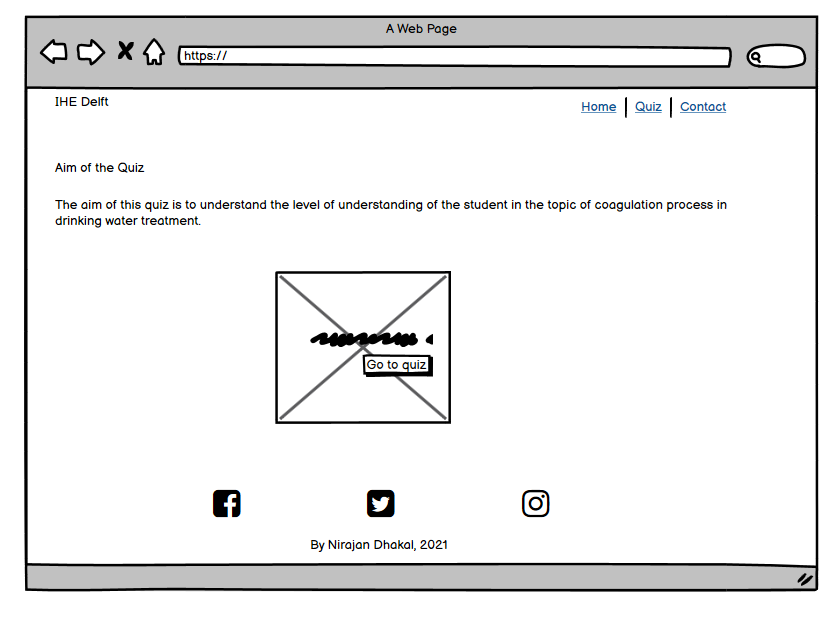 A Web Page
https://
IHE Delft
Home Quiz Contact
Aim of the Quiz
The aim of this quiz is to understand the level of understanding of the student in the topic of coagulation process in
drinking water treatment.
Go to quiz
By Nirajan Dhakal, 2021